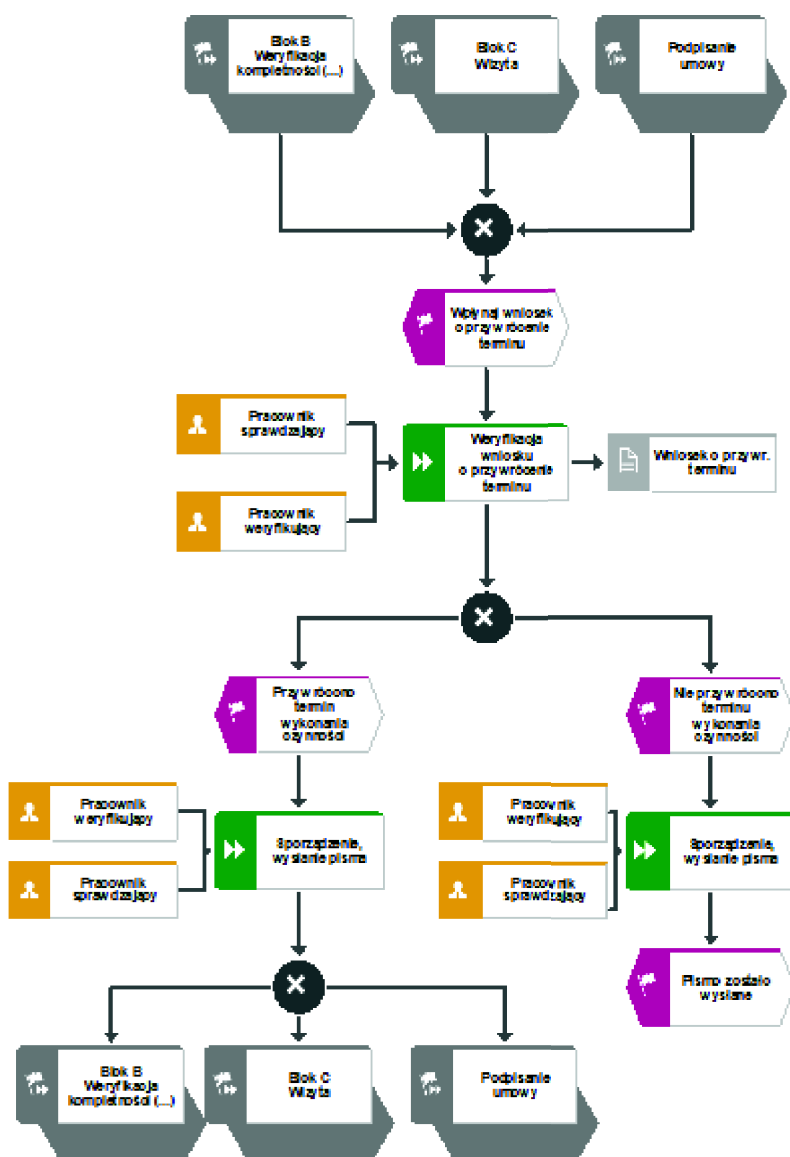 Blok B
Weryfikacja
kompletności (...)
Blok C
Wizyta
Podpisanie
umowy
Wpłynął wniosek
o przywrócenie
terminu
Pracownik
sprawdzający
Weryfikacja
wniosku
o przywrócenie
terminu
Wniosek o przywr.
terminu
Pracownik
weryfikujący
Przywrócono
termin
wykonania
czynności
Nie przywrócono
terminu
wykonania
czynności
Pracownik
weryfikujący
Sporządzenie,
wysłanie pisma
Pracownik
sprawdzający
Pracownik
weryfikujący
Sporządzenie,
wysłanie pisma
Pracownik
sprawdzający
Pismo zostało
wysłane
Blok B
Weryfikacja
kompletności (...)
Blok C
Wizyta
Podpisanie
umowy